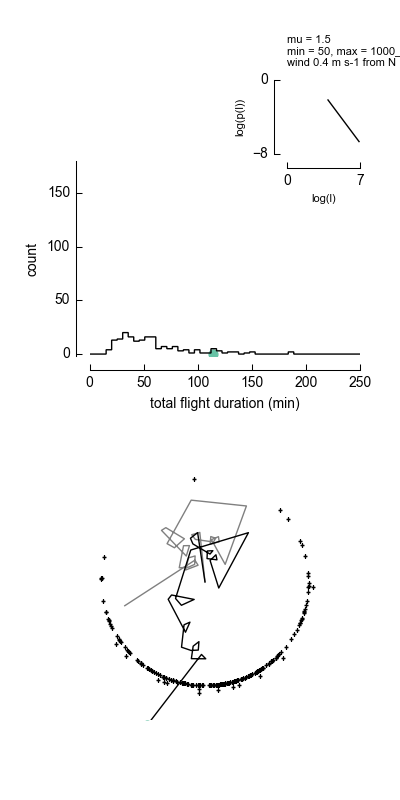 mu = 1.5
min = 50, max = 1000_
wind 0.4 m s-1 from N
0
−8
log(p(l))
0
7
log(l)
150
100
50
0
count
0
50
100
150
200
250
total flight duration (min)